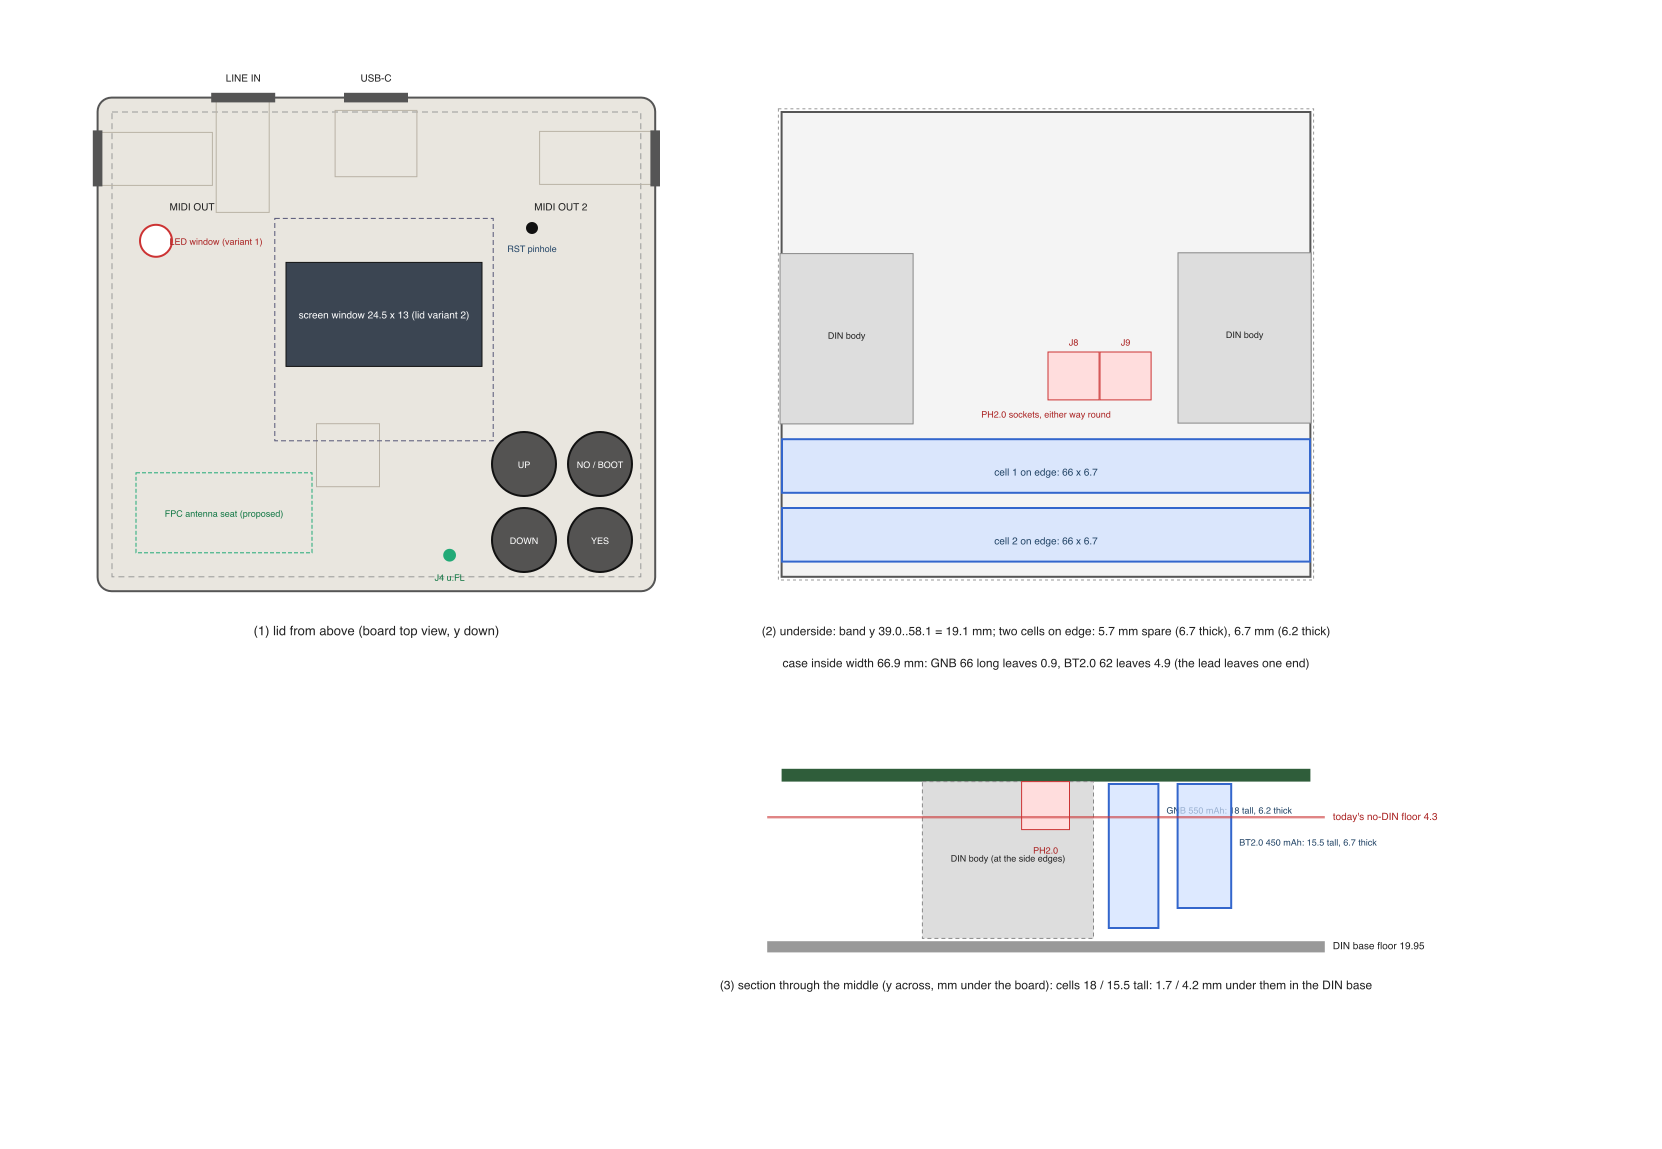 LINE IN
USB-C
MIDI OUT
MIDI OUT 2
LED window (variant 1)
RST pinhole
screen window 24.5 x 13 (lid variant 2)
UP
NO / BOOT
FPC antenna seat (proposed)
DOWN
YES
J4 u.FL
(1) lid from above (board top view, y down)
DIN body
DIN body
J8
J9
PH2.0 sockets, either way round
cell 1 on edge: 66 x 6.7
cell 2 on edge: 66 x 6.7
(2) underside: band y 39.0..58.1 = 19.1 mm; two cells on edge: 5.7 mm spare (6.7 thick), 6.7 mm (6.2 thick)
case inside width 66.9 mm: GNB 66 long leaves 0.9, BT2.0 62 leaves 4.9 (the lead leaves one end)
GNB 550 mAh: 18 tall, 6.2 thick
today's no-DIN floor 4.3
BT2.0 450 mAh: 15.5 tall, 6.7 thick
PH2.0
DIN body (at the side edges)
DIN base floor 19.95
(3) section through the middle (y across, mm under the board): cells 18 / 15.5 tall: 1.7 / 4.2 mm under them in the DIN base